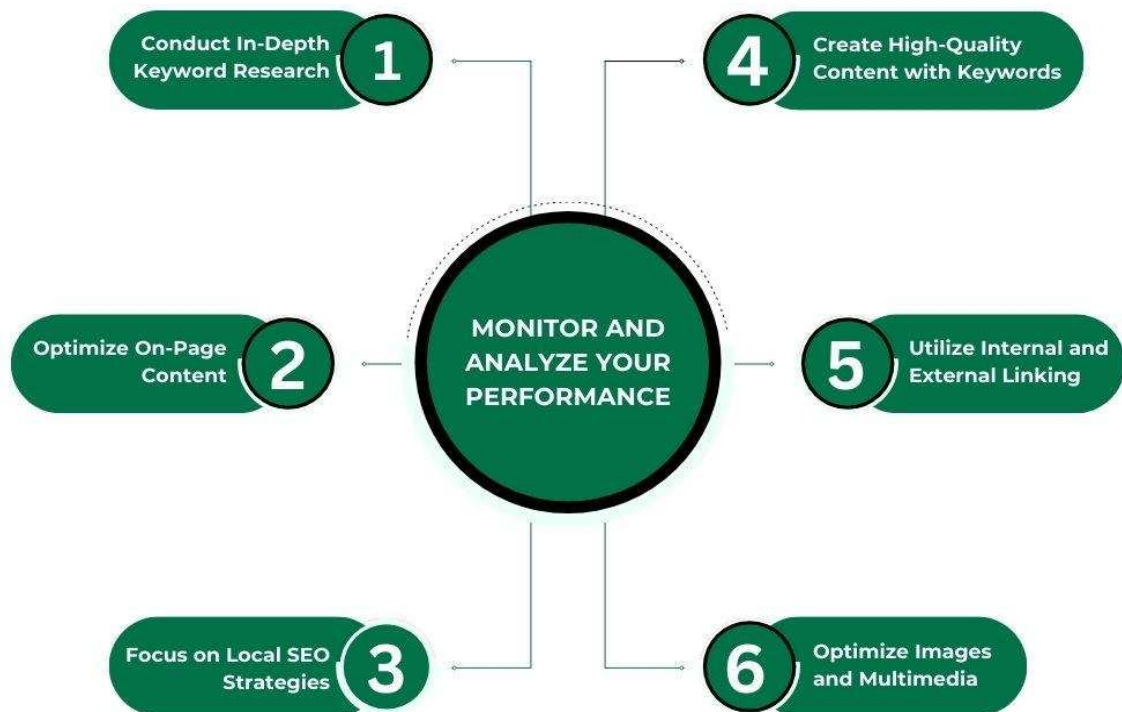 Conduct In-Depth
Keyword Research
1
Optimize On-Page
Content
2
Focus on Local SEO
Strategies
3
MONITOR AND
ANALYZE YOUR
PERFORMANCE
4
Create High-Quality
Content with Keywords
5
Utilize Internal and
External Linking
6
Optimize Images
and Multimedia